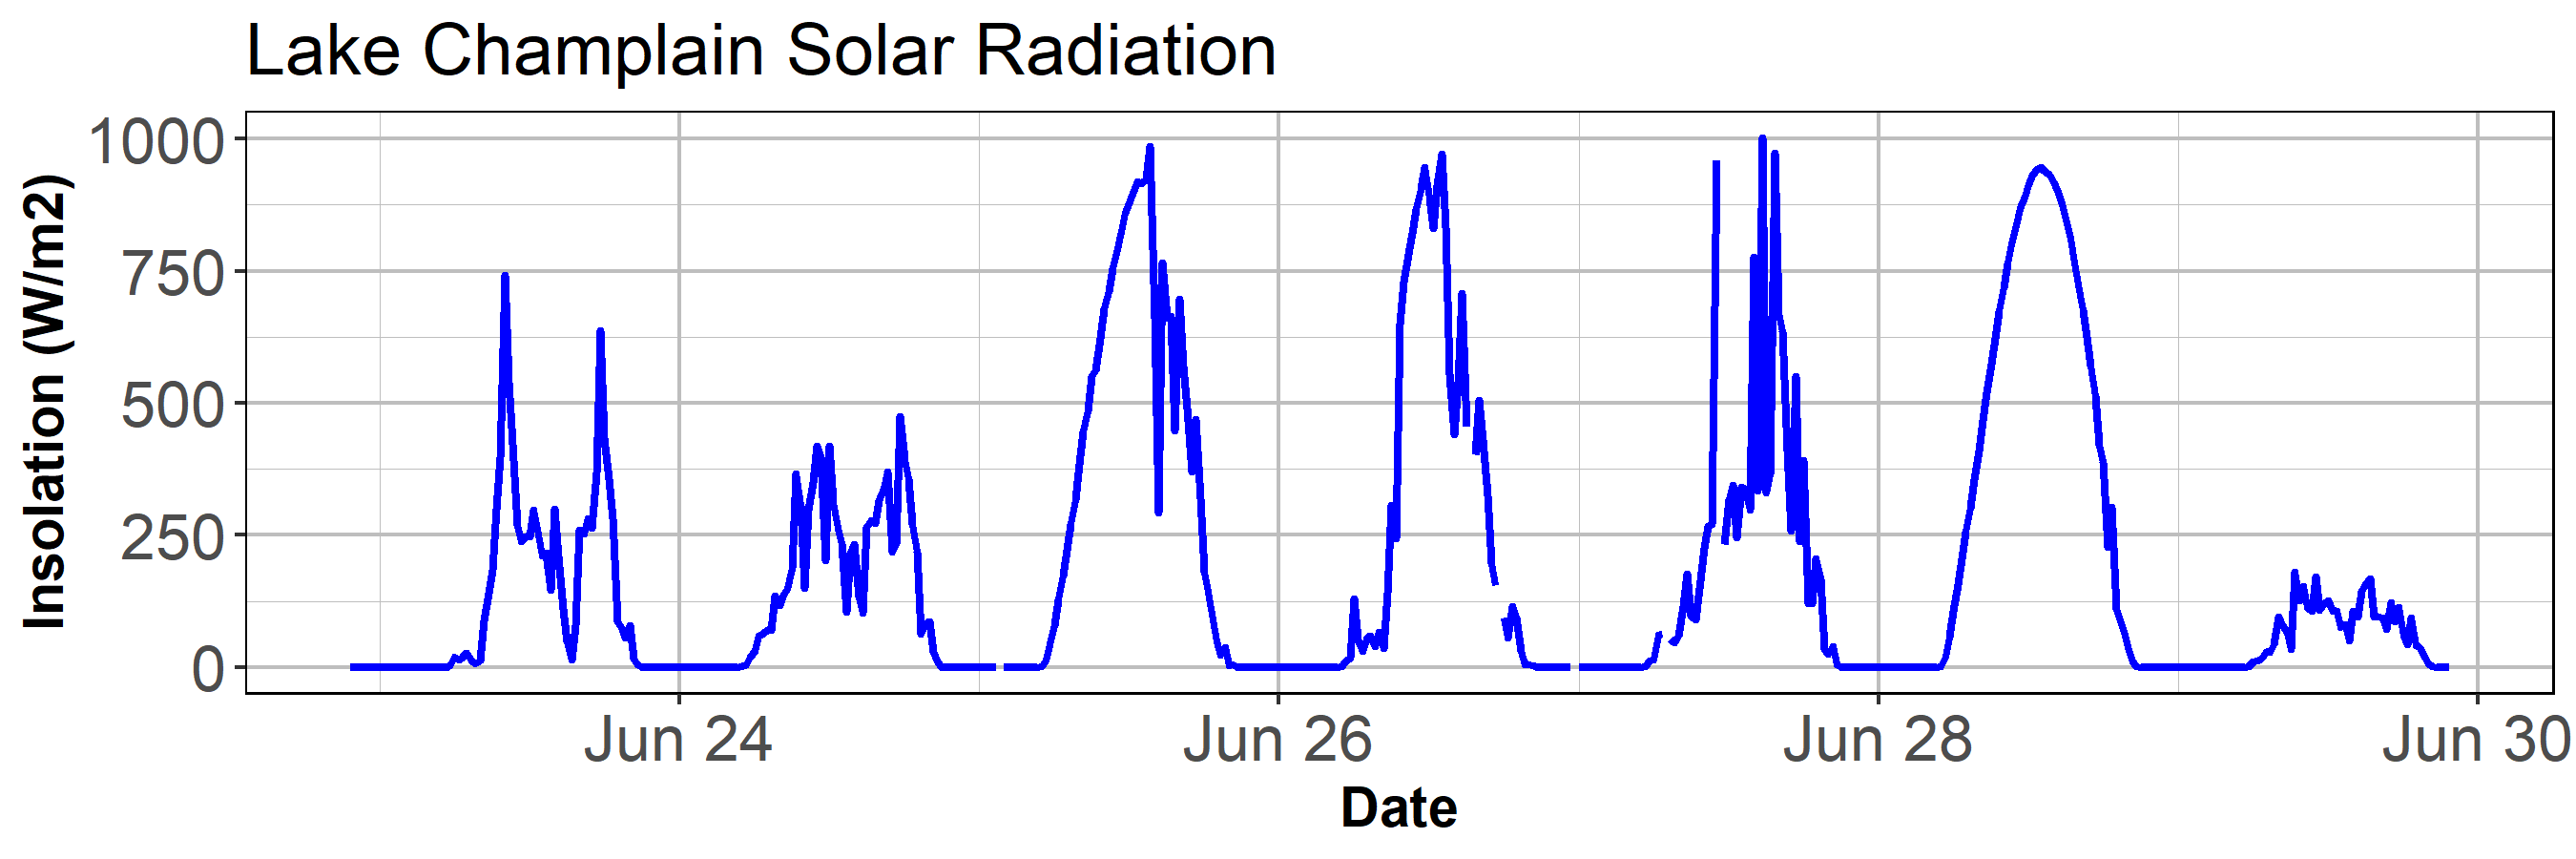 Lake Champlain Solar Radiation
1000
750
500
250
0
Insolation (W/m2)
Jun 24
Jun 26
Jun 28
Jun 30
Date